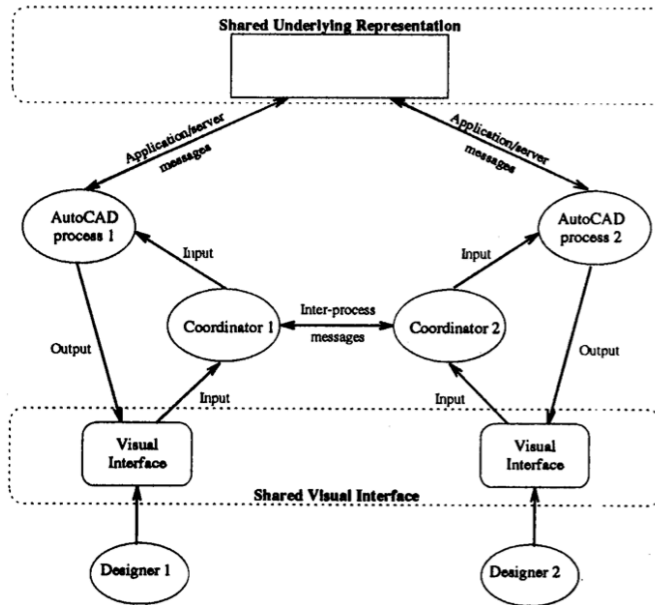 Shared Underlying Representation
Application/server
messages
Application/server
messages
AutoCAD
process 1
AutoCAD
process 2
Input
Input
Coordinator 1
Inter-process
messages
Coordinator 2
Output
Output
Input
Input
Visual
Interface
Visual
Interface
Shared Visual Interface
Designer 1
Designer 2